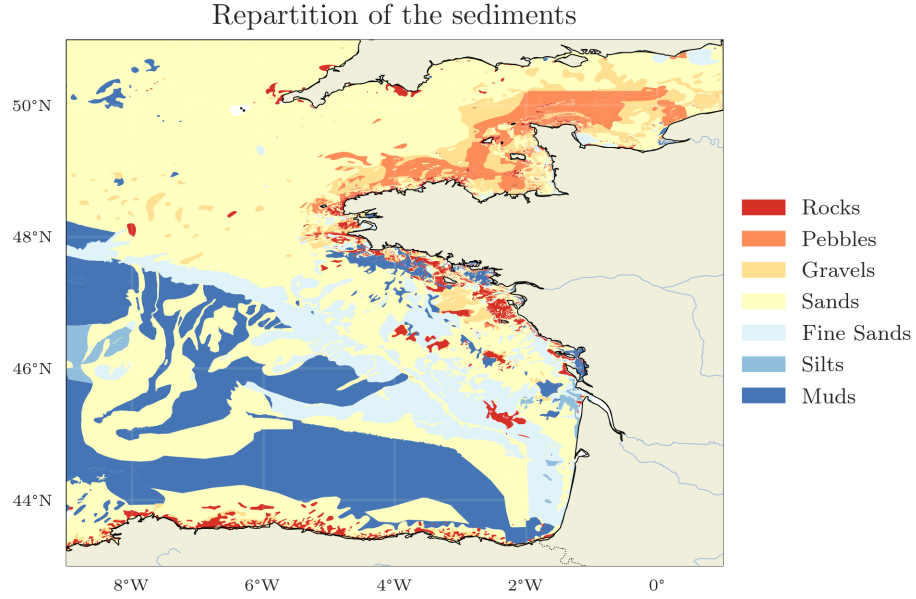 Repartition of the sediments
50°N
48°N
46°N
44°N
8°W
6°W
4°W
2°W
0°
Rocks
Pebbles
Gravels
Sands
Fine Sands
Silts
Muds